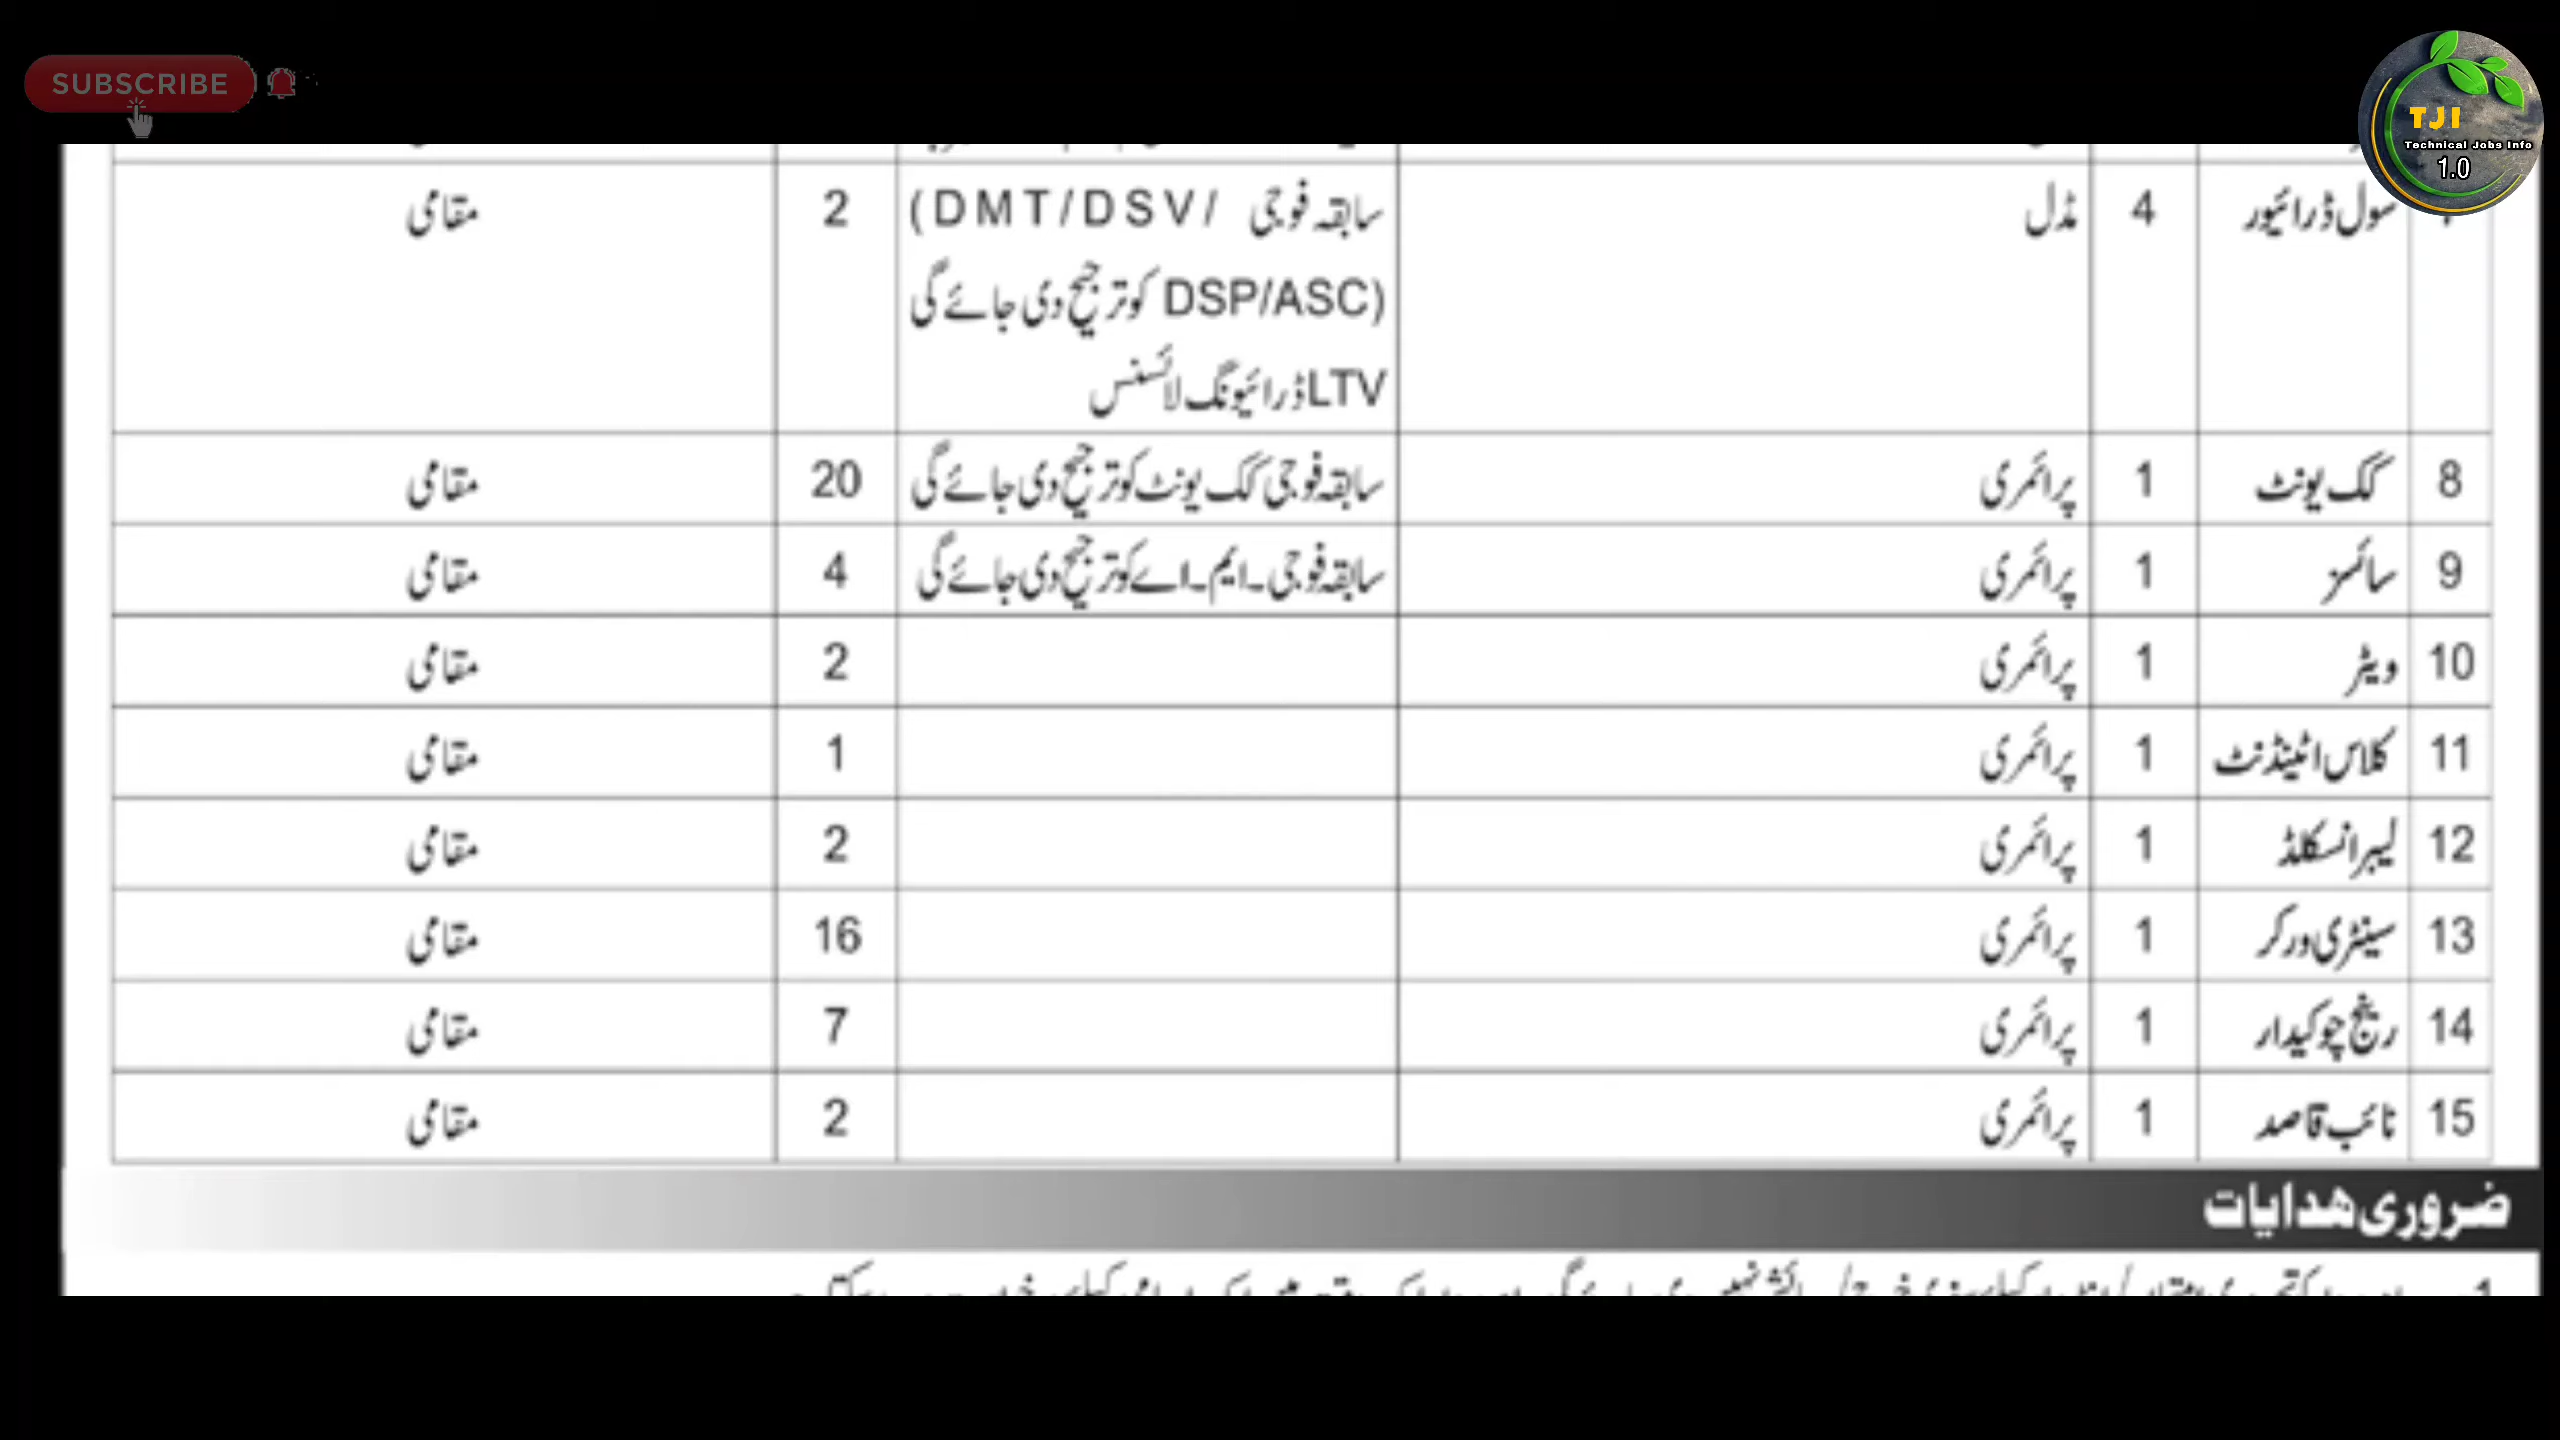 SUBSCRIBE
TJI
Technical Jobs Info
1.0
سول ڈرائیور 4 مڈل سابقہ فوجی (DMT/DSV/ 2 مقامی
DSP/ASC) کو ترجیح دی جائے گی
LTV ڈرائیونگ لائسنس
8 کک یونٹ 1 پرائمری سابقہ فوجی کک یونٹ کو ترجیح دی جائے گی 20 مقامی
9 سائسز 1 پرائمری سابقہ فوجی۔ایم۔اے کو ترجیح دی جائے گی 4 مقامی
10 ویٹر 1 پرائمری 2 مقامی
11 کلاس اٹینڈنٹ 1 پرائمری 1 مقامی
12 لیبر انسکلڈ 1 پرائمری 2 مقامی
13 سینٹری ورکر 1 پرائمری 16 مقامی
14 رینج چوکیدار 1 پرائمری 7 مقامی
15 نائب قاصد 1 پرائمری 2 مقامی
ضروری ھدایات